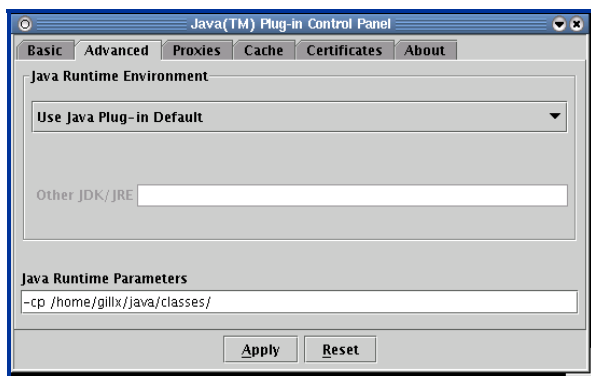 Java(TM) Plug-in Control Panel
Basic Advanced Proxies Cache Certificates About
Java Runtime Environment
Use Java Plug-in Default
Other JDK/JRE
Java Runtime Parameters
-cp /home/gillx/java/classes/
Apply Reset